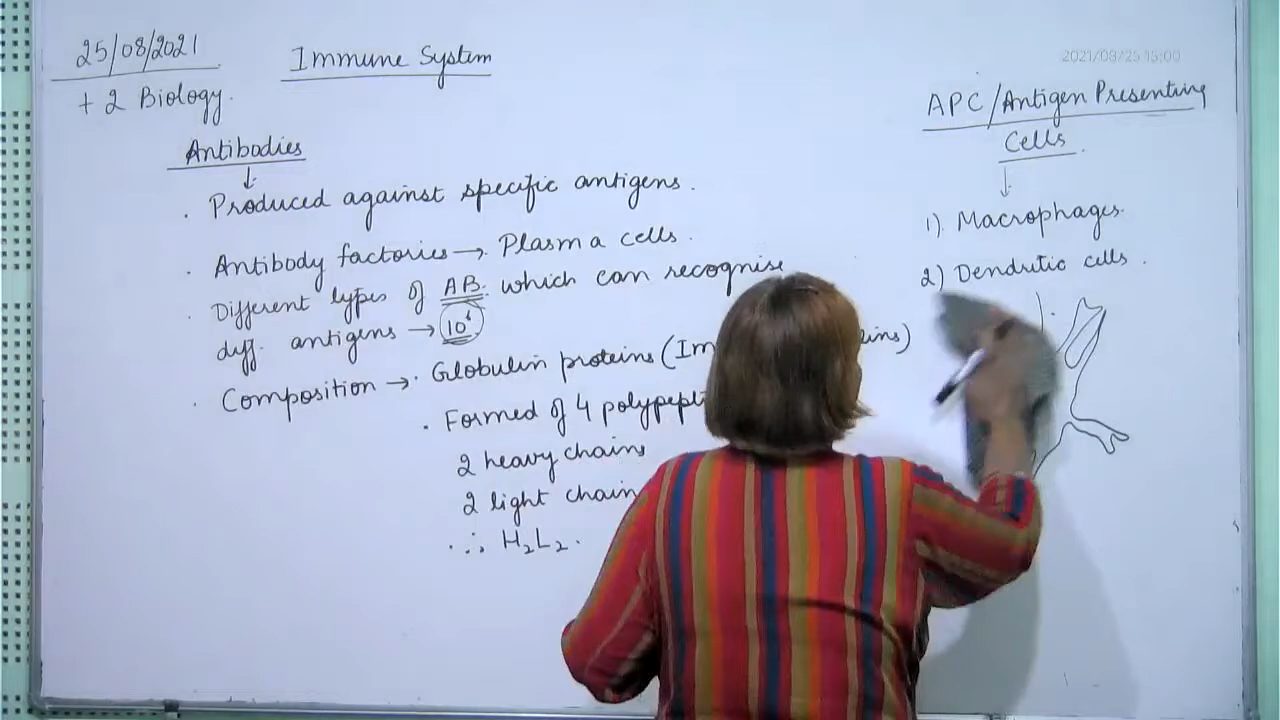 25/08/2021
+ 2 Biology.
Immune System
2021/08/25 15:00
Antibodies
↓
. Produced against specific antigens.
. Antibody factories → Plasma cells.
. Different types of AB. which can recognise
diff. antigens → 10⁶
. Composition → . Globulin proteins (Im
. Formed of 4
2 heavy chains
2 light chain
∴ H₂L₂.
APC/Antigen Presenting
Cells
↓
1). Macrophages.
2) Dendritic cells.